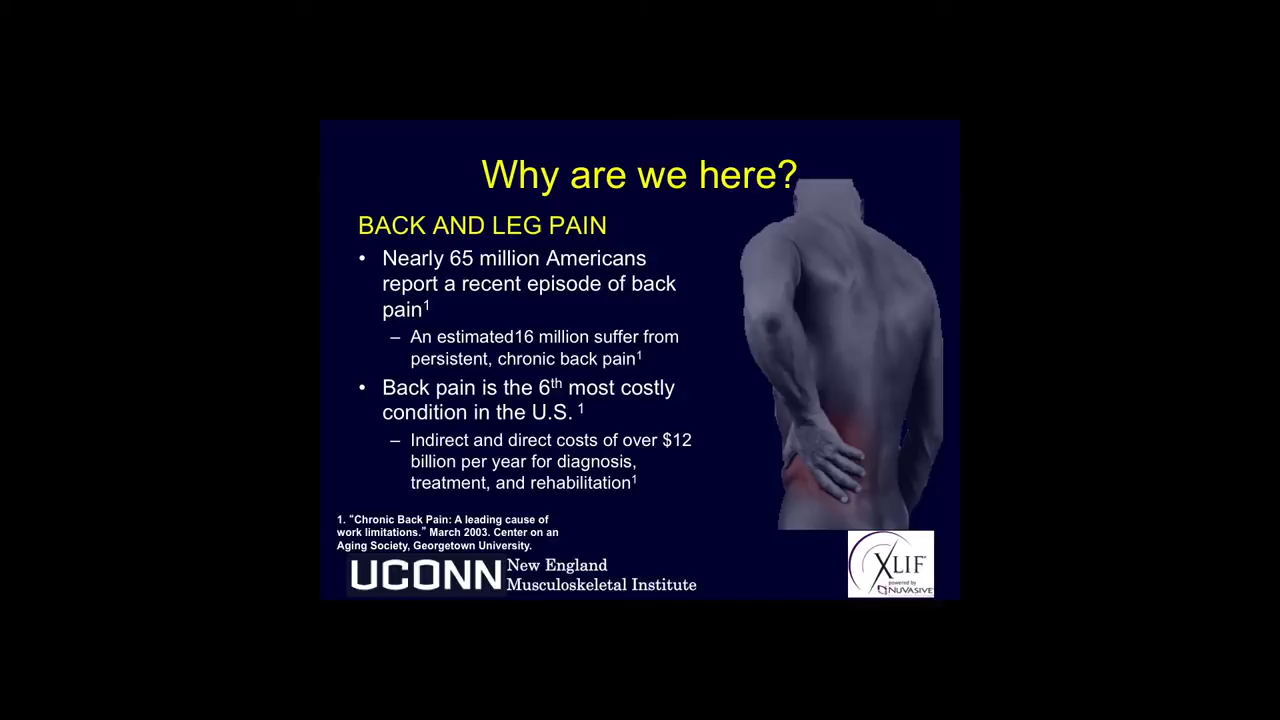 Why are we here?
BACK AND LEG PAIN
• Nearly 65 million Americans
report a recent episode of back
pain1
– An estimated16 million suffer from
persistent, chronic back pain1
• Back pain is the 6th most costly
condition in the U.S. 1
– Indirect and direct costs of over $12
billion per year for diagnosis,
treatment, and rehabilitation1
1. “Chronic Back Pain: A leading cause of
work limitations.” March 2003. Center on an
Aging Society, Georgetown University.
UCONN New England
Musculoskeletal Institute
XLIF®
powered by
NUVASIVE